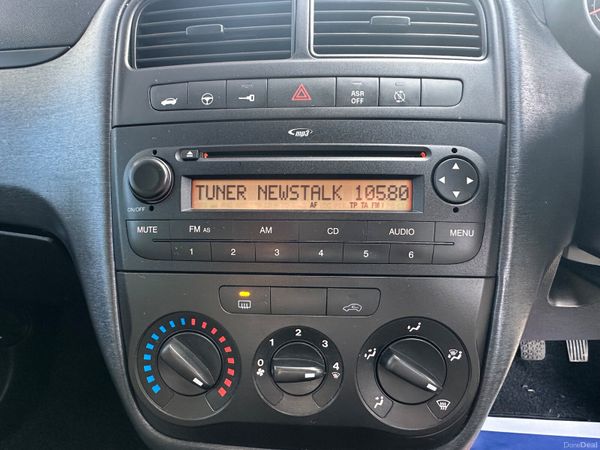 ASR
OFF
mp3
TUNER NEWSTALK 10580
AF TP TA FM1
ON/OFF
MUTE FM AS AM CD AUDIO MENU
1 2 3 4 5 6
0 1 2 3 4
DoneDeal